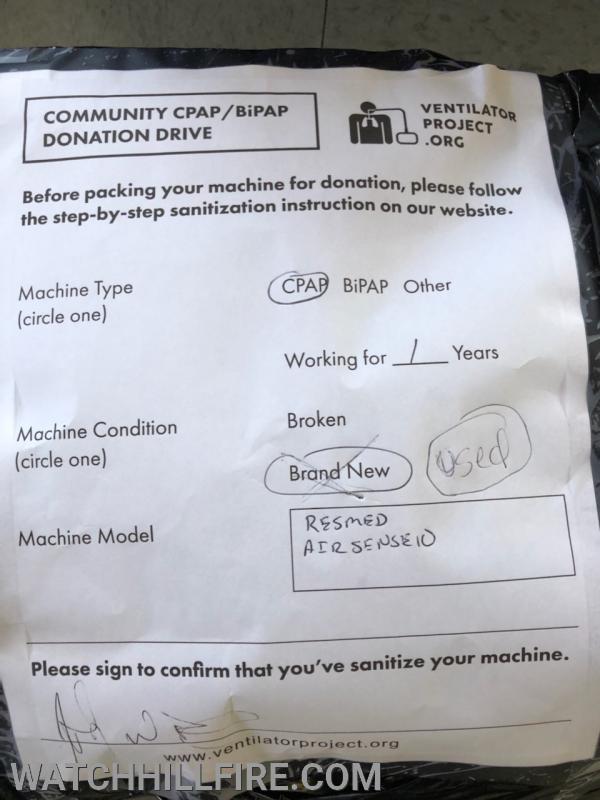 COMMUNITY CPAP/BiPAP
DONATION DRIVE
VENTILATOR
PROJECT
.ORG
Before packing your machine for donation, please follow
the step-by-step sanitization instruction on our website.
Machine Type
(circle one)
CPAP BiPAP Other
Working for 1 Years
Machine Condition
(circle one)
Broken
Brand New
used
Machine Model
RESMED
AIRSENSE10
Please sign to confirm that you've sanitize your machine.
www.ventilatorproject.org
WATCHHILLFIRE.COM